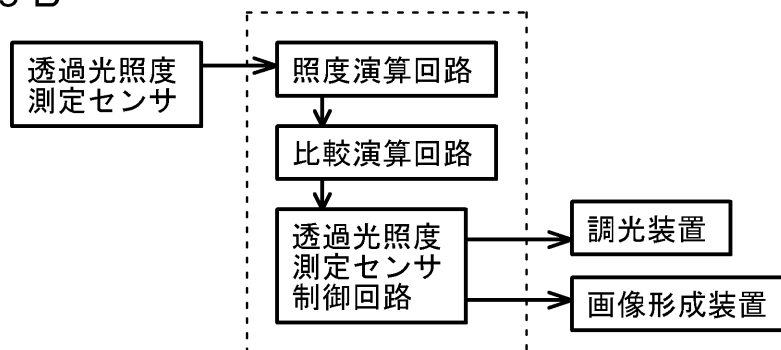 透過光照度
測定センサ
照度演算回路
比較演算回路
透過光照度
測定センサ
制御回路
調光装置
画像形成装置